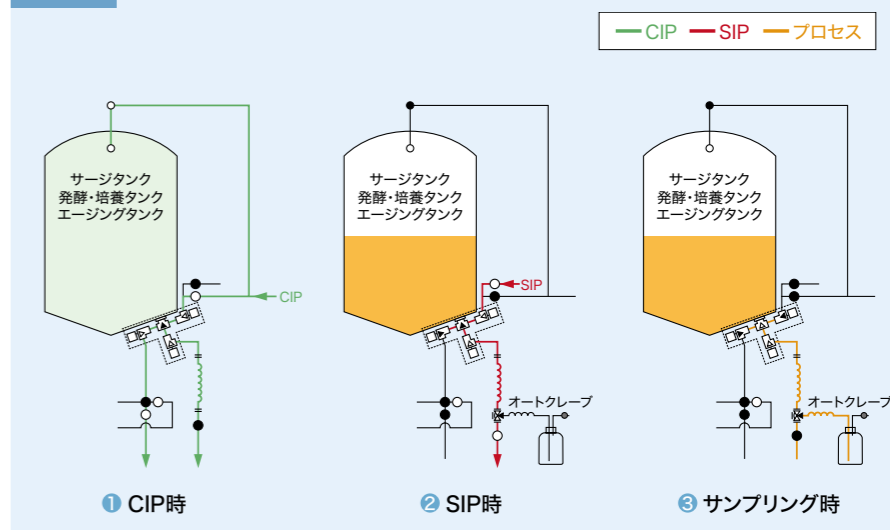 CIP SIP プロセス
サージタンク
発酵・培養タンク
エージングタンク
CIP
❶ CIP時
サージタンク
発酵・培養タンク
エージングタンク
SIP
オートクレーブ
❷ SIP時
サージタンク
発酵・培養タンク
エージングタンク
オートクレーブ
❸ サンプリング時